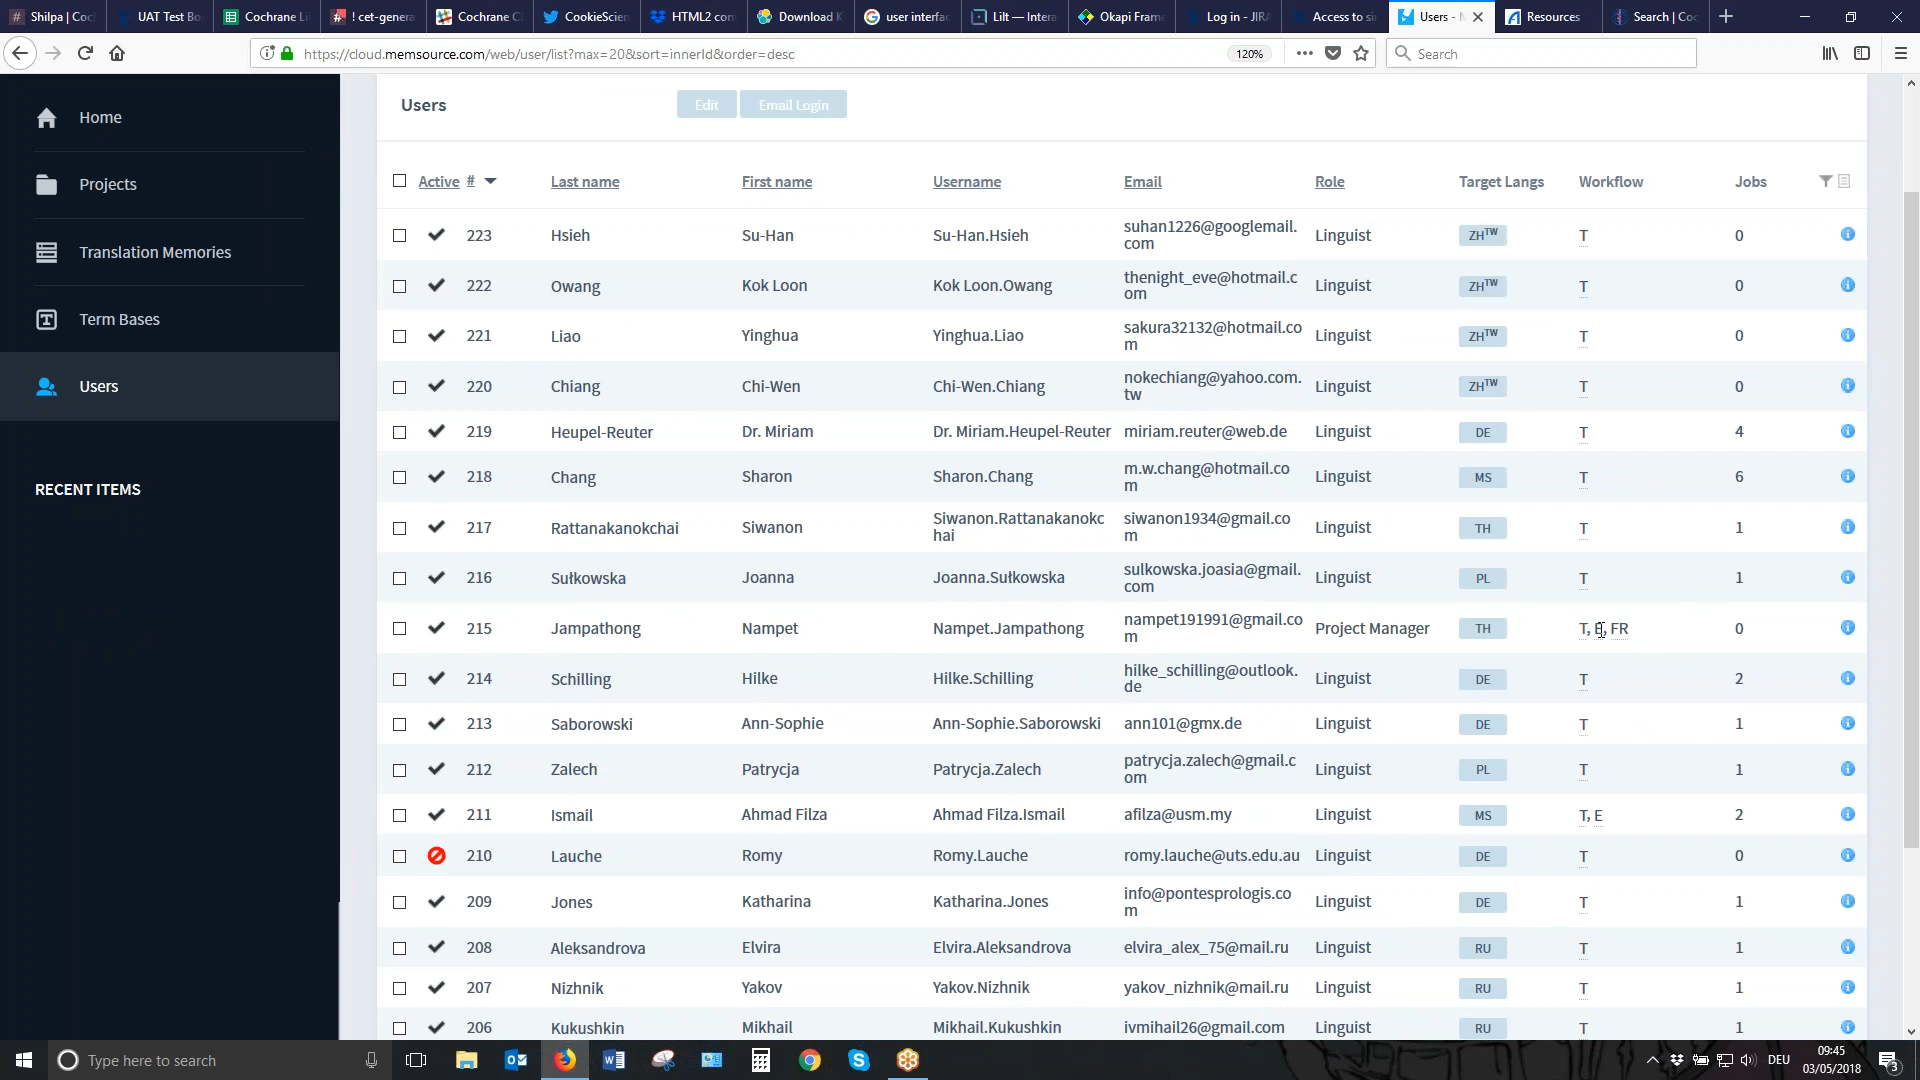 Shilpa | Coc
UAT Test Bo
Cochrane Li
! cet-genera
Cochrane Cl
CookieScien
HTML2 con
Download K
user interfac
Lilt — Intera
Okapi Frame
Log in - JIRA
Access to si
Users - M
Resources
Search | Coc
https://cloud.memsource.com/web/user/list?max=20&sort=innerId&order=desc
120%
Search
Home
Projects
Translation Memories
Term Bases
Users
RECENT ITEMS
Users
Edit
Email Login
Active # Last name First name Username Email Role Target Langs Workflow Jobs
223 Hsieh Su-Han Su-Han.Hsieh suhan1226@googlemail.
com Linguist ZHTW T 0
222 Owang Kok Loon Kok Loon.Owang thenight_eve@hotmail.c
om Linguist ZHTW T 0
221 Liao Yinghua Yinghua.Liao sakura32132@hotmail.co
m Linguist ZHTW T 0
220 Chiang Chi-Wen Chi-Wen.Chiang nokechiang@yahoo.com.
tw Linguist ZHTW T 0
219 Heupel-Reuter Dr. Miriam Dr. Miriam.Heupel-Reuter miriam.reuter@web.de Linguist DE T 4
218 Chang Sharon Sharon.Chang m.w.chang@hotmail.co
m Linguist MS T 6
217 Rattanakanokchai Siwanon Siwanon.Rattanakanokc
hai siwanon1934@gmail.co
m Linguist TH T 1
216 Sułkowska Joanna Joanna.Sułkowska sulkowska.joasia@gmail.
com Linguist PL T 1
215 Jampathong Nampet Nampet.Jampathong nampet191991@gmail.co
m Project Manager TH T, E, FR 0
214 Schilling Hilke Hilke.Schilling hilke_schilling@outlook.
de Linguist DE T 2
213 Saborowski Ann-Sophie Ann-Sophie.Saborowski ann101@gmx.de Linguist DE T 1
212 Zalech Patrycja Patrycja.Zalech patrycja.zalech@gmail.c
om Linguist PL T 1
211 Ismail Ahmad Filza Ahmad Filza.Ismail afilza@usm.my Linguist MS T, E 2
210 Lauche Romy Romy.Lauche romy.lauche@uts.edu.au Linguist DE T 0
209 Jones Katharina Katharina.Jones info@pontesprologis.co
m Linguist DE T 1
208 Aleksandrova Elvira Elvira.Aleksandrova elvira_alex_75@mail.ru Linguist RU T 1
207 Nizhnik Yakov Yakov.Nizhnik yakov_nizhnik@mail.ru Linguist RU T 1
206 Kukushkin Mikhail Mikhail.Kukushkin ivmihail26@gmail.com Linguist RU T 1
Type here to search
DEU
09:45
03/05/2018
3